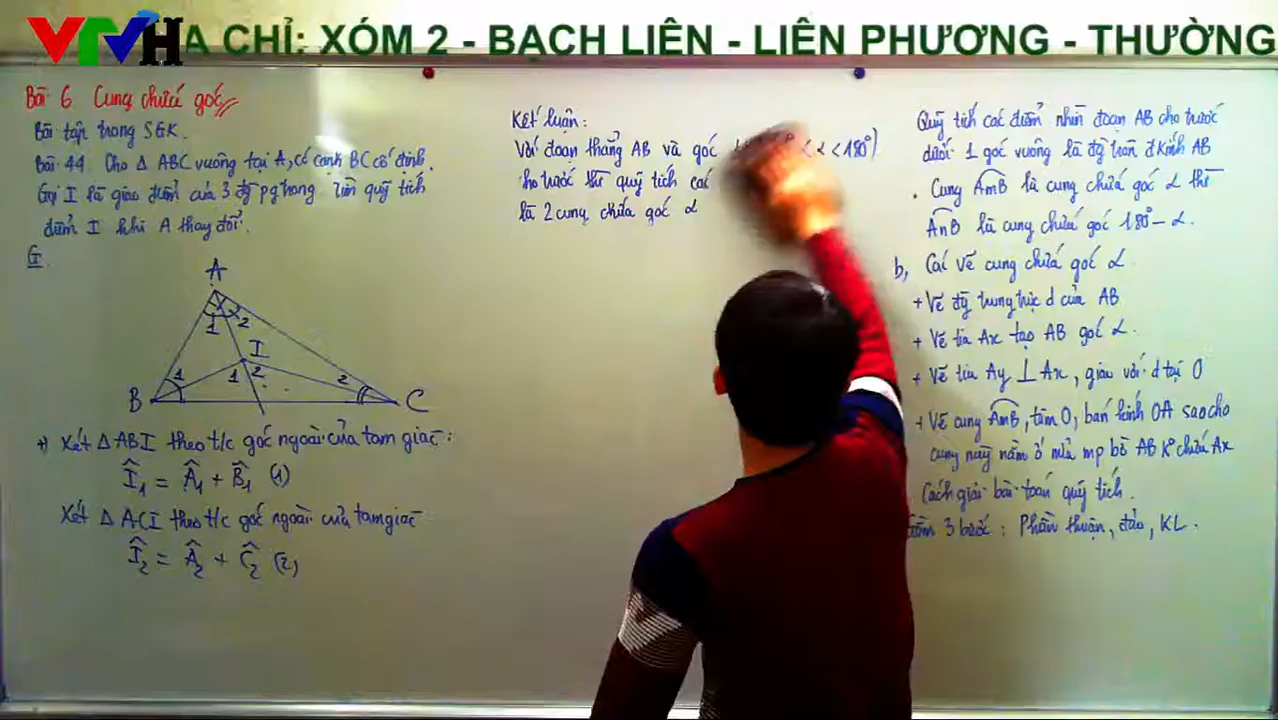 VTVH
A CHỈ: XÓM 2 - BẠCH LIÊN - LIÊN PHƯƠNG - THƯỜNG
Bài 6 Cung chứa góc
Bài tập trong SGK.
Bài 44. Cho Δ ABC vuông tại A, có cạnh BC cố định.
Gọi I là giao điểm của 3 đg pg trong. Tìm quỹ tích
điểm I khi A thay đổi.
G
A
1 2
I
1 2
1
2
B
C
+) Xét Δ ABI theo t/c góc ngoài của tam giác:
Î₁ = Â₁ + B̂₁ (1)
Xét Δ ACI theo t/c góc ngoài của tam giác
Î₂ = Â₂ + Ĉ₂ (2)
Kết luận:
Với đoạn thẳng AB và góc < α < 180°)
ho trước thì quỹ tích các
là 2 cung chứa góc α
Quỹ tích các điểm nhìn đoạn AB cho trước
dưới 1 góc vuông là đg tròn đkính AB
. Cung AmB là cung chứa góc α thì
AnB là cung chứa góc 180° - α.
b, Cách vẽ cung chứa góc α.
+ Vẽ đg trung trực d của AB
+ Vẽ tia Ax tạo AB góc α.
+ Vẽ tia Ay ⊥ Ax, giao với d tại O
+ Vẽ cung AmB, tâm O, bán kính OA sao cho
cung này nằm ở nửa mp bờ AB K° chứa Ax
Cách giải bài toán quỹ tích.
3 bước: Phần thuận, đảo, KL.